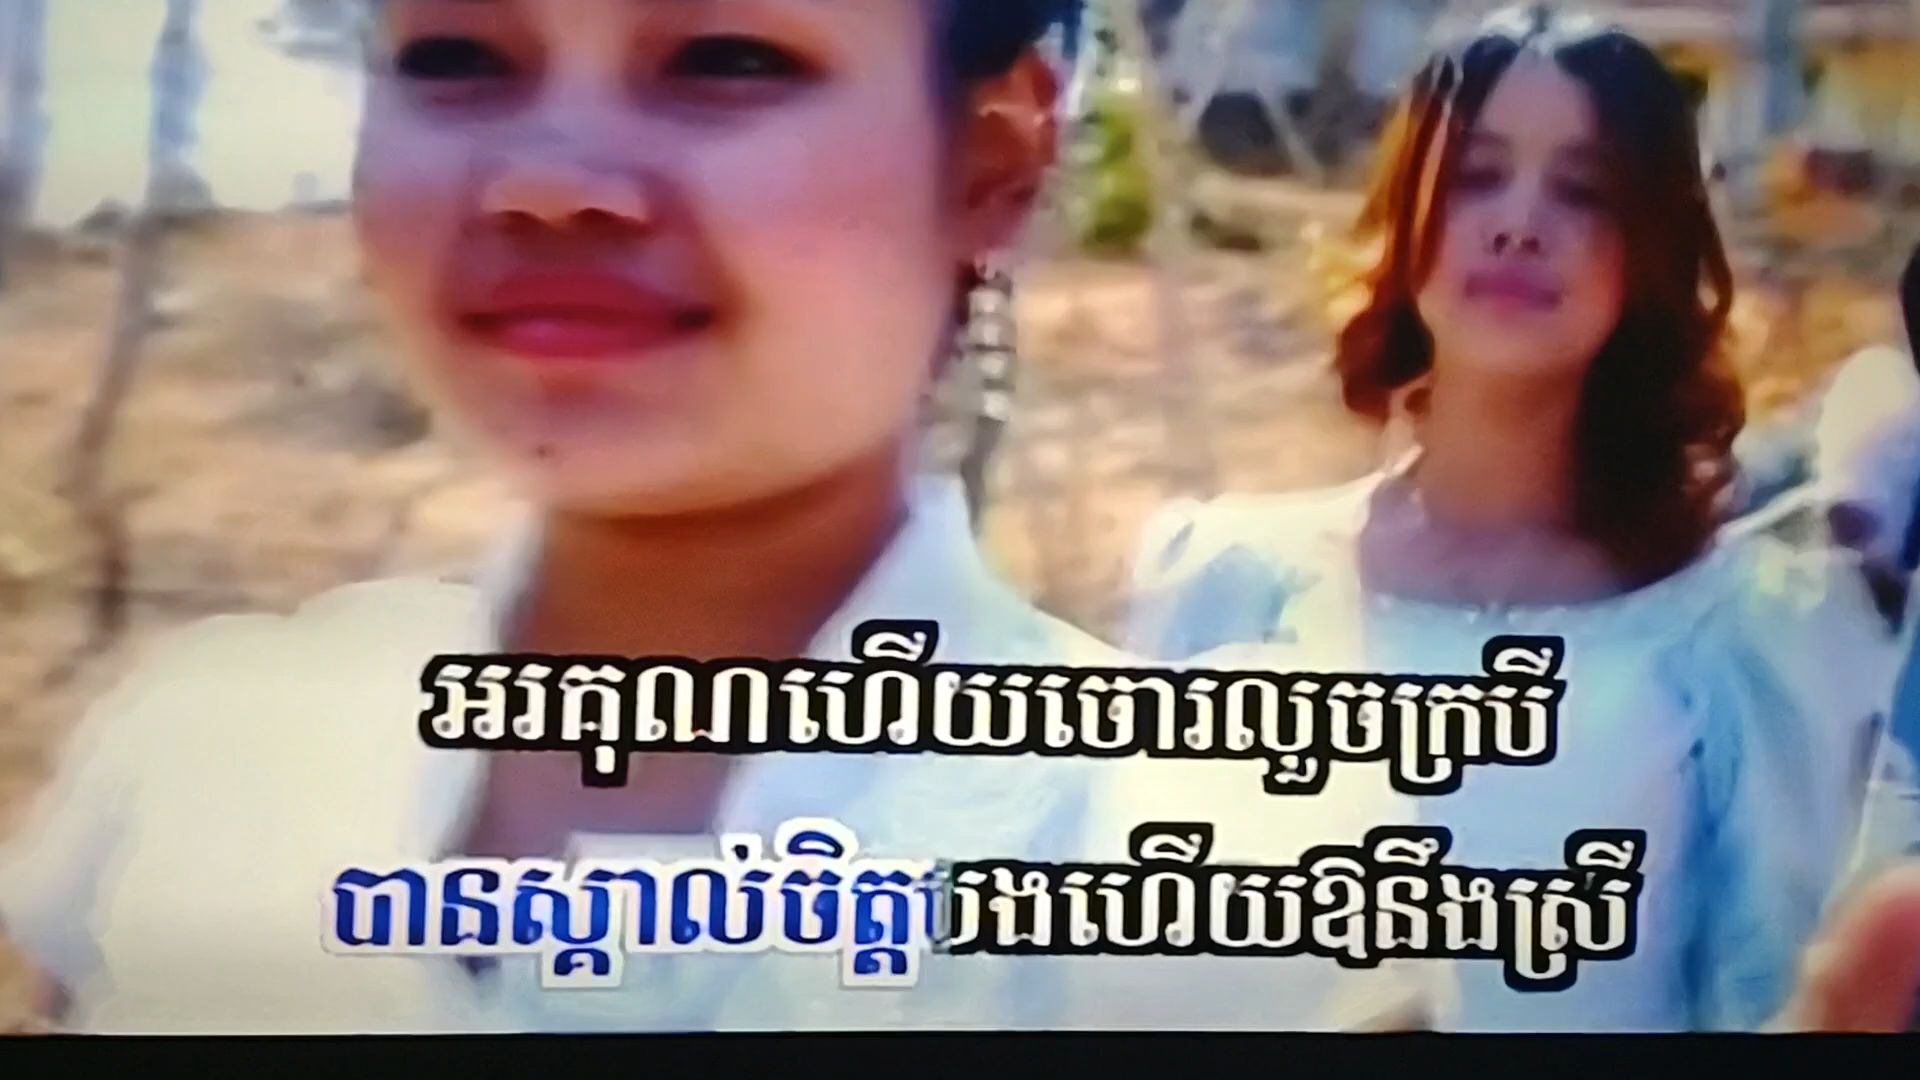 អរគុណហើយចោរលួចក្របី
បានស្គាល់ចិត្តបងហើយឱនឹងស្រី